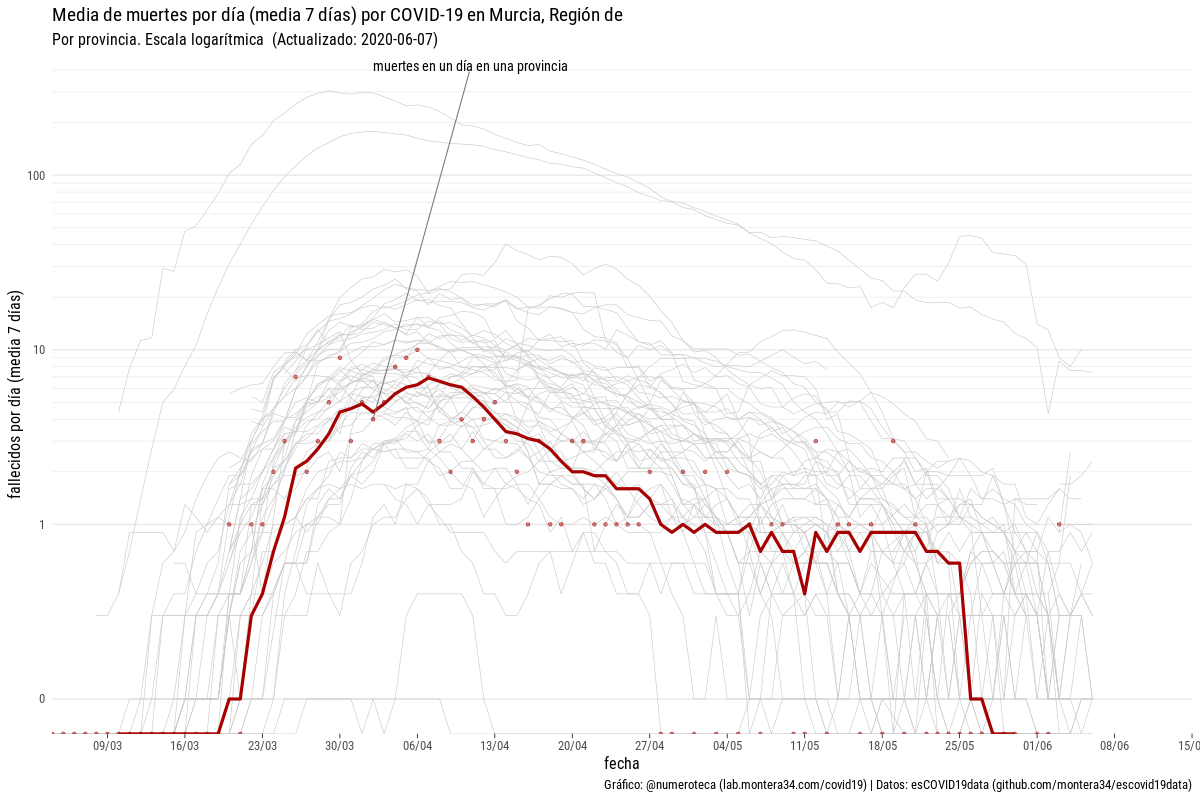 Media de muertes por día (media 7 días) por COVID-19 en Murcia, Región de
Por provincia. Escala logarítmica (Actualizado: 2020-06-07)
muertes en un día en una provincia
fallecidos por día (media 7 días)
100
10
1
0
09/03 16/03 23/03 30/03 06/04 13/04 20/04 27/04 04/05 11/05 18/05 25/05 01/06 08/06 15/0
fecha
Gráfico: @numeroteca (lab.montera34.com/covid19) | Datos: esCOVID19data (github.com/montera34/escovid19data)